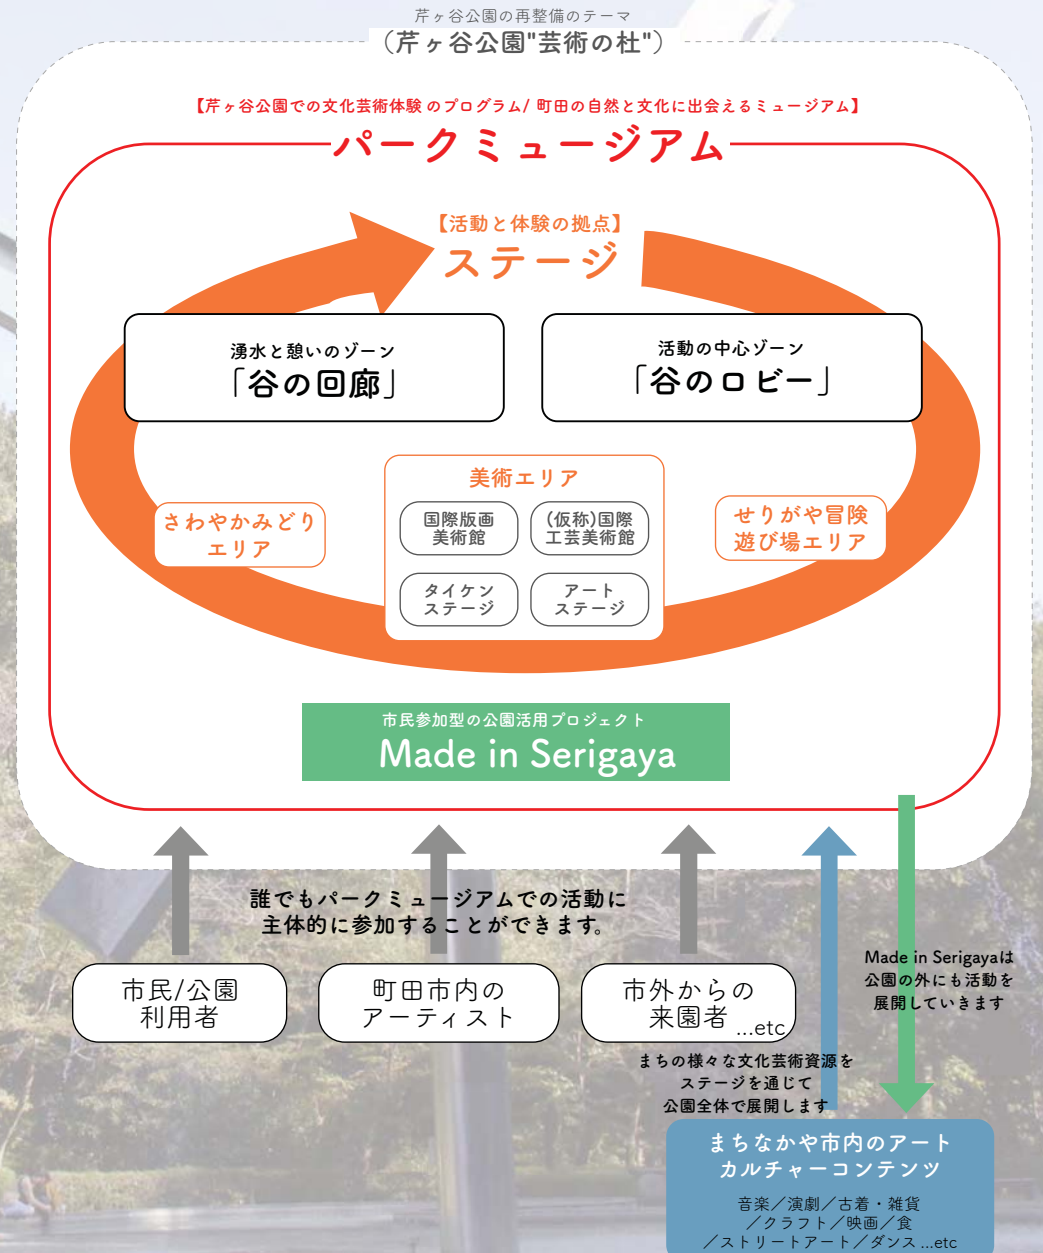 芹ヶ谷公園の再整備のテーマ
（芹ヶ谷公園"芸術の杜"）
【芹ヶ谷公園での文化芸術体験のプログラム/ 町田の自然と文化に出会えるミュージアム】
パークミュージアム
【活動と体験の拠点】
ステージ
湧水と憩いのゾーン
「谷の回廊」
活動の中心ゾーン
「谷のロビー」
美術エリア
国際版画
美術館
(仮称)国際
工芸美術館
タイケン
ステージ
アート
ステージ
さわやかみどり
エリア
せりがや冒険
遊び場エリア
市民参加型の公園活用プロジェクト
Made in Serigaya
誰でもパークミュージアムでの活動に
主体的に参加することができます。
市民/公園
利用者
町田市内の
アーティスト
市外からの
来園者 ...etc
Made in Serigayaは
公園の外にも活動を
展開していきます
まちの様々な文化芸術資源を
ステージを通じて
公園全体で展開します
まちなかや市内のアート
カルチャーコンテンツ
音楽／演劇／古着・雑貨
／クラフト／映画／食
／ストリートアート／ダンス ...etc